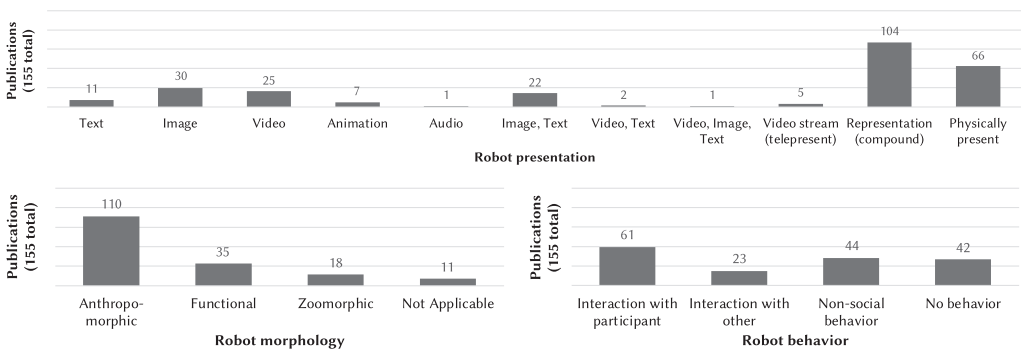 Publications
(155 total)
11
30
25
7
1
22
2
1
5
104
66
Text
Image
Video
Animation
Audio
Image, Text
Video, Text
Video, Image,
Text
Video stream
(telepresent)
Representation
(compound)
Physically
present
Robot presentation
Publications
(155 total)
110
35
18
11
Anthropo-
morphic
Functional
Zoomorphic
Not Applicable
Robot morphology
Publications
(155 total)
61
23
44
42
Interaction with
participant
Interaction with
other
Non-social
behavior
No behavior
Robot behavior